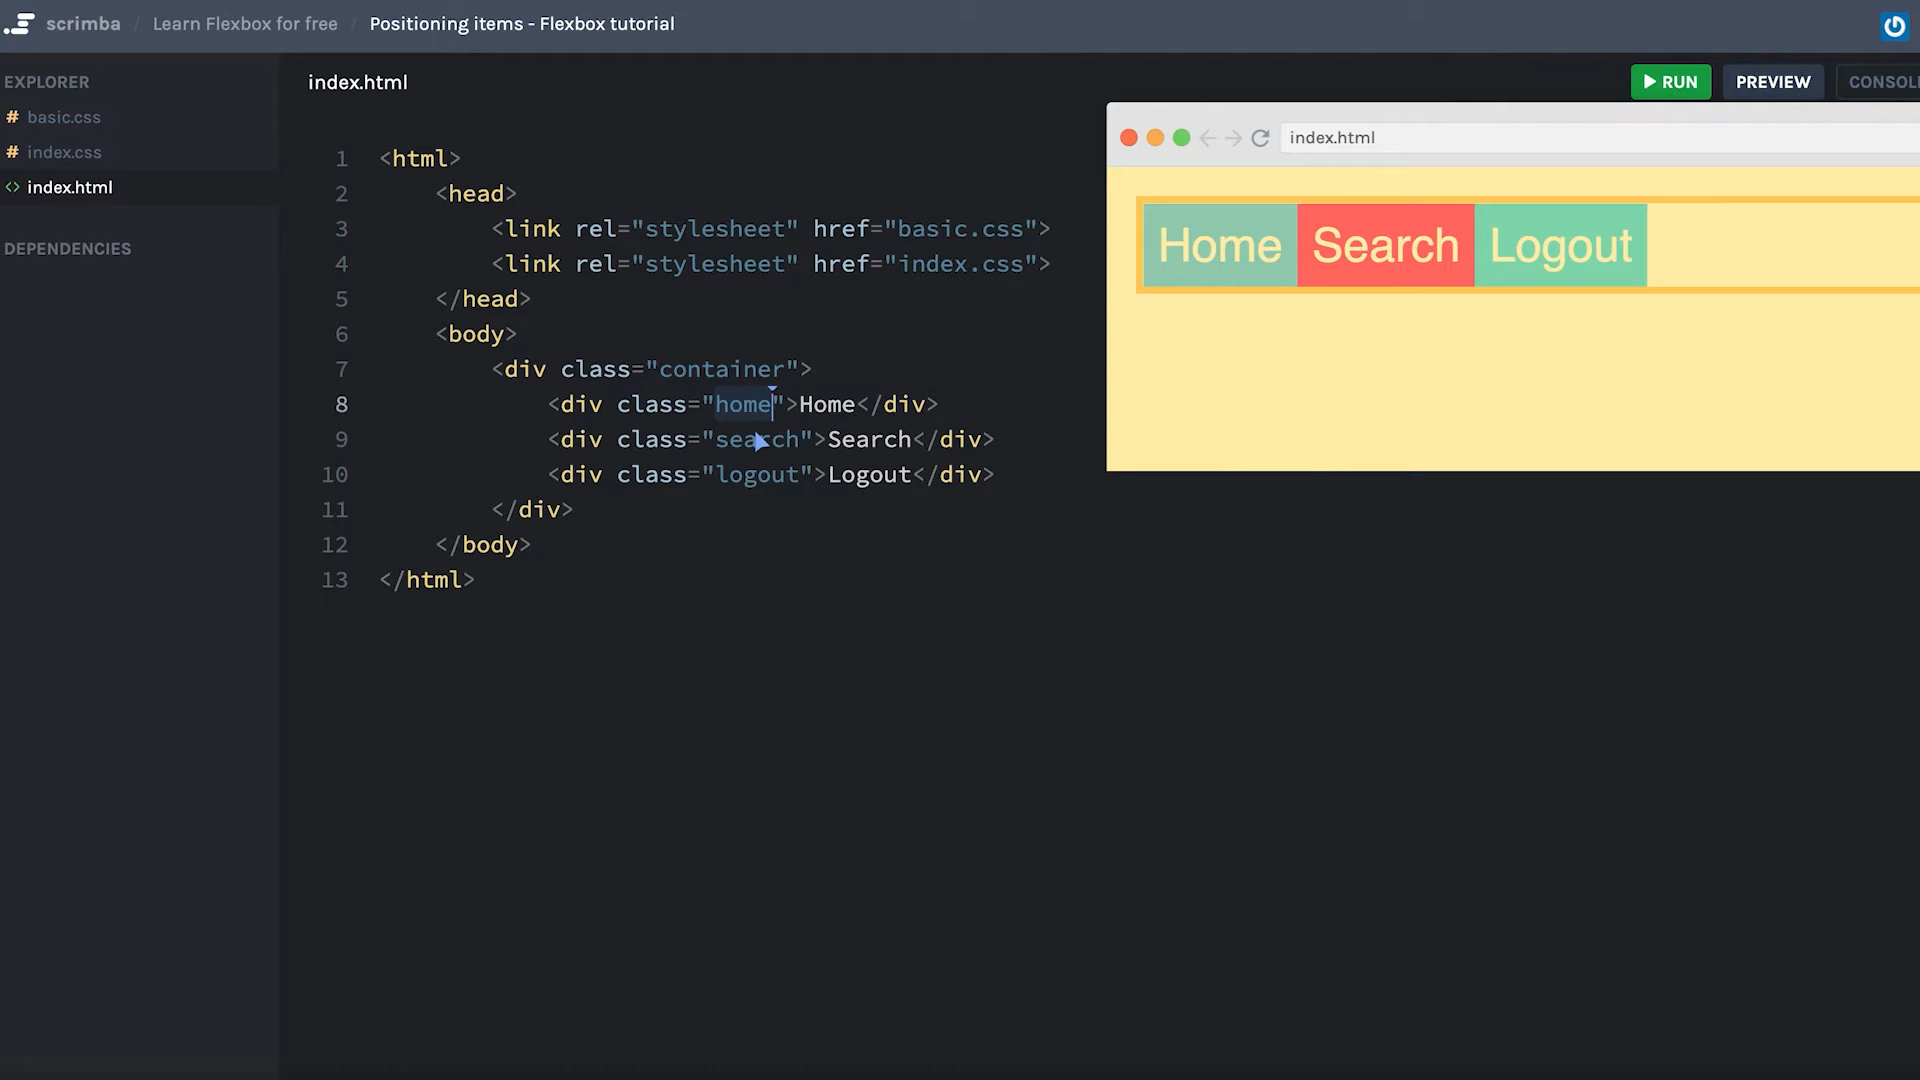 scrimba / Learn Flexbox for free / Positioning items - Flexbox tutorial
EXPLORER
# basic.css
# index.css
<> index.html
DEPENDENCIES
index.html
RUN PREVIEW CONSOL
1 <html>
2     <head>
3         <link rel="stylesheet" href="basic.css">
4         <link rel="stylesheet" href="index.css">
5     </head>
6     <body>
7         <div class="container">
8             <div class="home">Home</div>
9             <div class="search">Search</div>
10             <div class="logout">Logout</div>
11         </div>
12     </body>
13 </html>
index.html
Home Search Logout